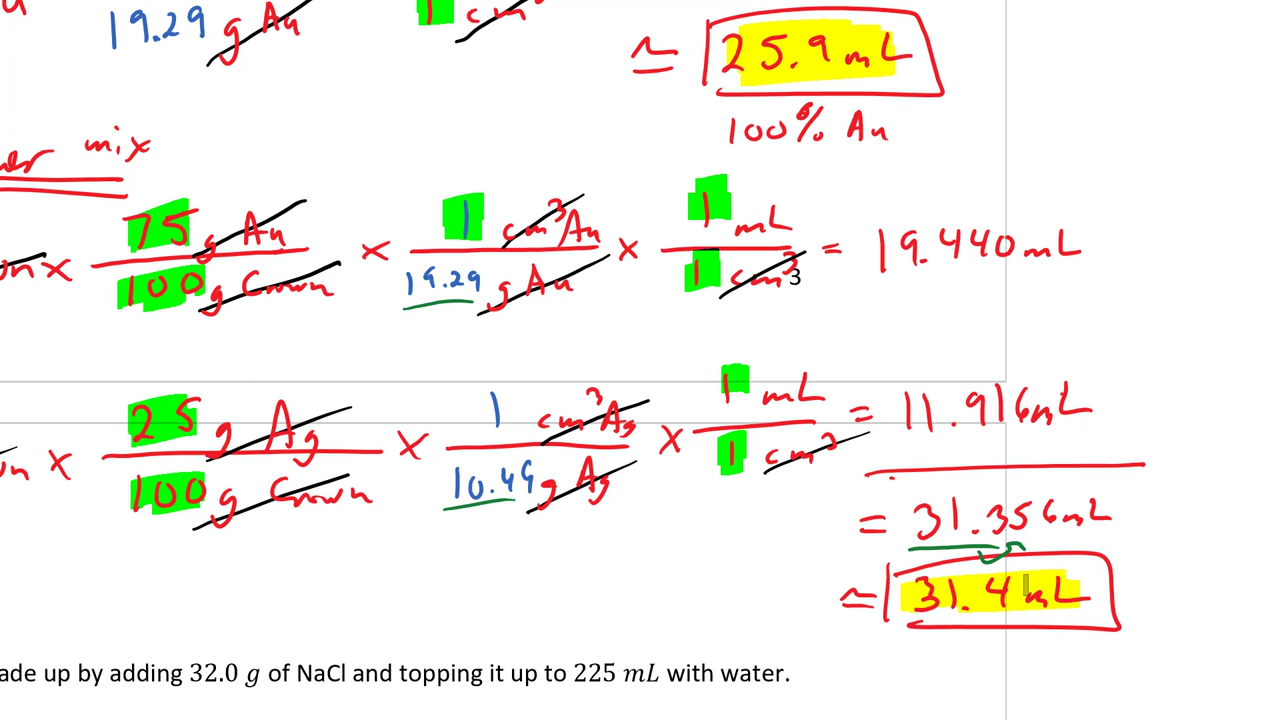 19.29 g Au 1 cm³
≃ 25.9 mL
100% Au
mix
× 75 g Au / 100 g Crown × 1 cm³ Au / 19.29 g Au × 1 mL / 1 cm³ = 19.440 mL
× 25 g Ag / 100 g Crown × 1 cm³ Ag / 10.49 g Ag × 1 mL / 1 cm³ = 11.916 mL
= 31.356 mL
≃ 31.4 mL
ade up by adding 32.0 g of NaCl and topping it up to 225 mL with water.